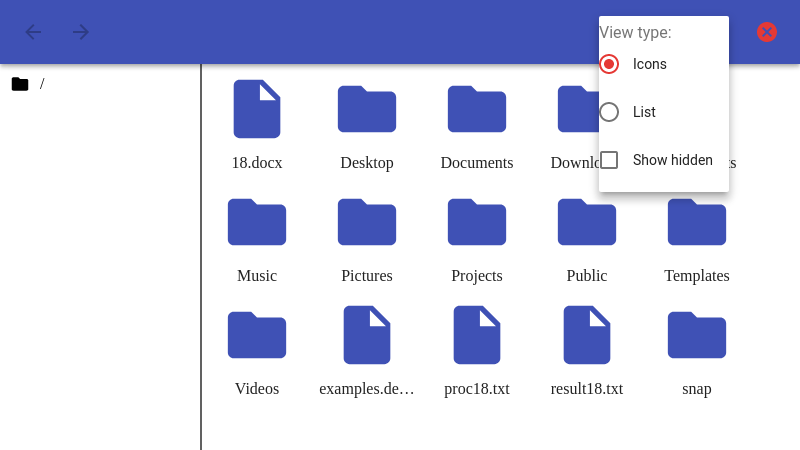 View type:
Icons
List
Show hidden
/
18.docx
Desktop
Documents
Music
Pictures
Projects
Public
Templates
Videos
examples.de…
proc18.txt
result18.txt
snap